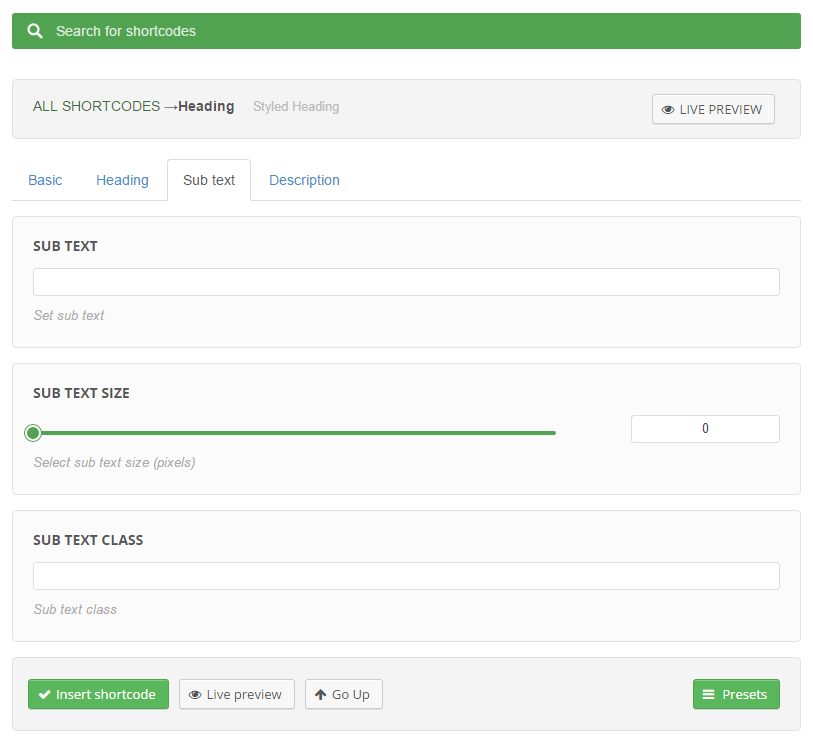 Search for shortcodes
ALL SHORTCODES →Heading Styled Heading LIVE PREVIEW
Basic Heading Sub text Description
SUB TEXT
Set sub text
SUB TEXT SIZE
0
Select sub text size (pixels)
SUB TEXT CLASS
Sub text class
Insert shortcode Live preview Go Up Presets